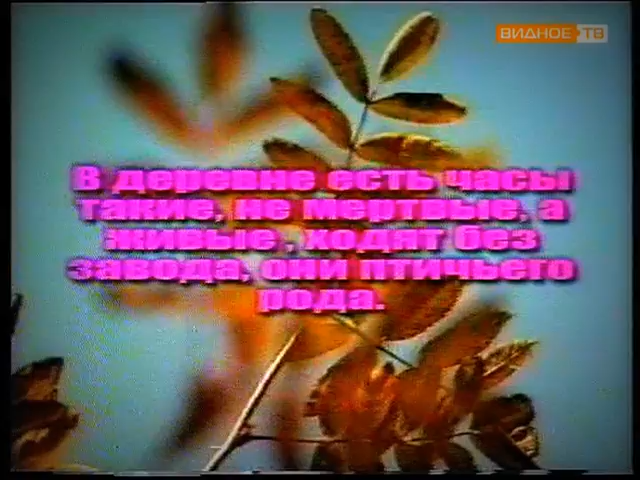 ВИДНОЕ ТВ
В деревне есть часы
такие, не мертвые, а
живые , ходят без
завода, они птичьего
рода.